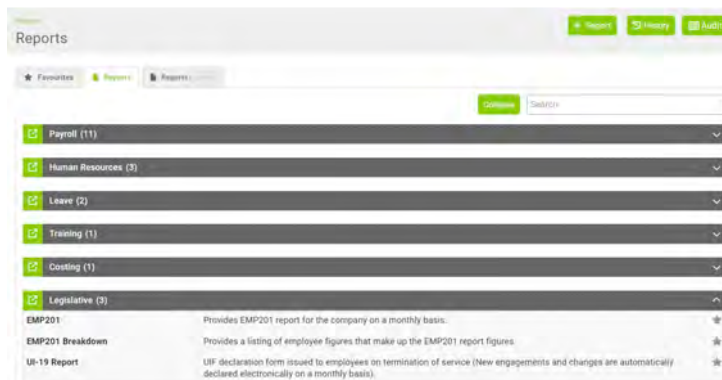 Reports
Report
History
Audit
Favourites
Reports
Reports
Search
Payroll (11)
Human Resources (3)
Leave (2)
Training (1)
Costing (1)
Legislative (3)
EMP201 Provides EMP201 report for the company on a monthly basis.
EMP201 Breakdown Provides a listing of employee figures that make up the EMP201 report figures.
UI-19 Report UIF declaration form issued to employees on termination of service (New engagements and changes are automatically
declared electronically on a monthly basis).